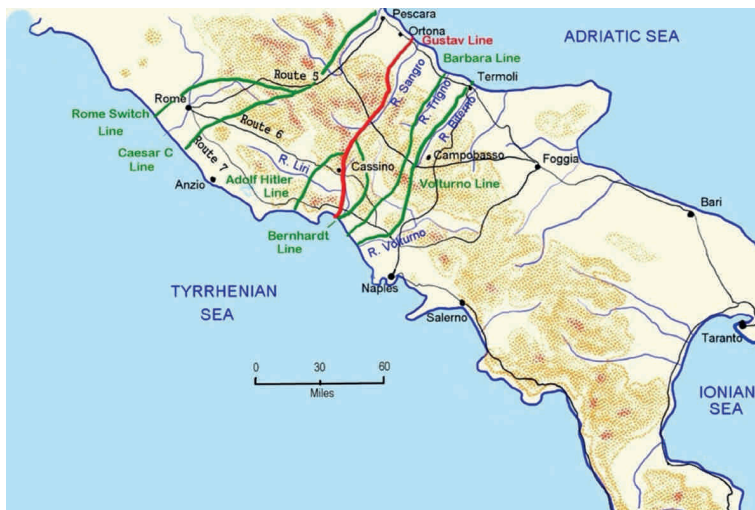 Pescara
Ortona
Gustav Line
ADRIATIC SEA
Barbara Line
Route 5
R. Sangro
R. Trigno
Termoli
R. Biferno
Rome
Rome Switch
Line
Route 6
Caesar C
Line
Route 7
R. Liri
Cassino
Campobasso
Foggia
Anzio
Adolf Hitler
Line
Volturno Line
Bernhardt
Line
R. Volturno
Bari
Naples
TYRRHENIAN
SEA
Salerno
Taranto
IONIAN
SEA
0 30 60
Miles